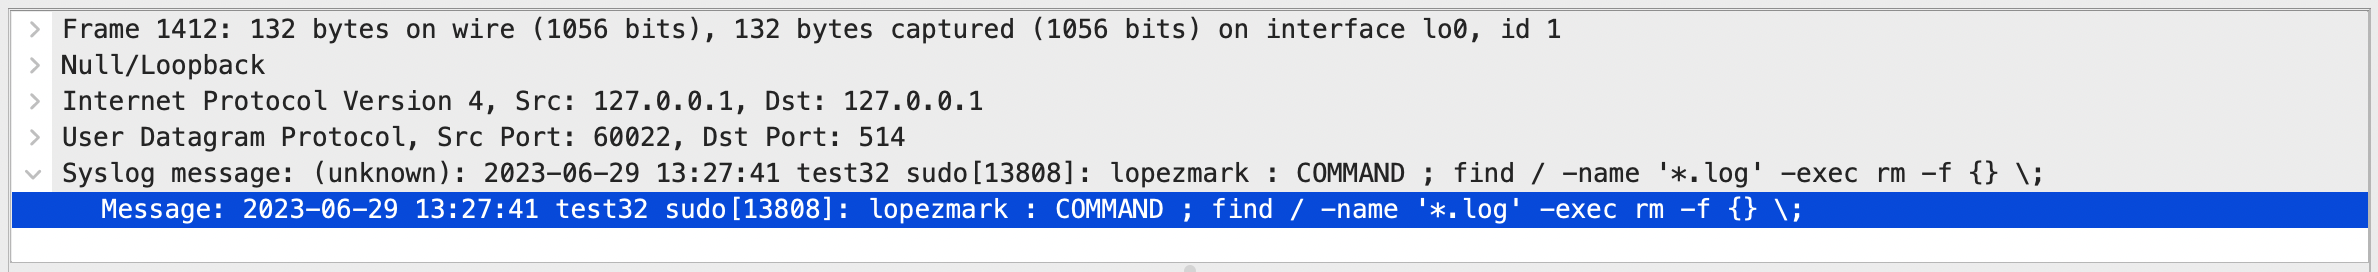 Frame 1412: 132 bytes on wire (1056 bits), 132 bytes captured (1056 bits) on interface lo0, id 1
Null/Loopback
Internet Protocol Version 4, Src: 127.0.0.1, Dst: 127.0.0.1
User Datagram Protocol, Src Port: 60022, Dst Port: 514
Syslog message: (unknown): 2023-06-29 13:27:41 test32 sudo[13808]: lopezmark : COMMAND ; find / -name '*.log' -exec rm -f {} \;
Message: 2023-06-29 13:27:41 test32 sudo[13808]: lopezmark : COMMAND ; find / -name '*.log' -exec rm -f {} \;